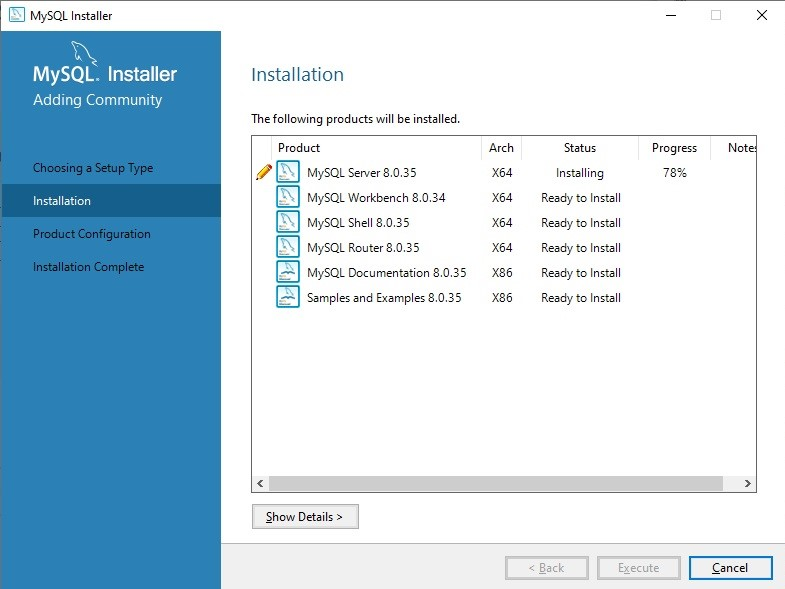 MySQL Installer
MySQL. Installer
Adding Community
Choosing a Setup Type
Installation
Product Configuration
Installation Complete
Installation
The following products will be installed.
Product Arch Status Progress Notes
MySQL Server 8.0.35 X64 Installing 78%
MySQL Workbench 8.0.34 X64 Ready to Install
MySQL Shell 8.0.35 X64 Ready to Install
MySQL Router 8.0.35 X64 Ready to Install
MySQL Documentation 8.0.35 X86 Ready to Install
Samples and Examples 8.0.35 X86 Ready to Install
Show Details >
< Back Execute Cancel